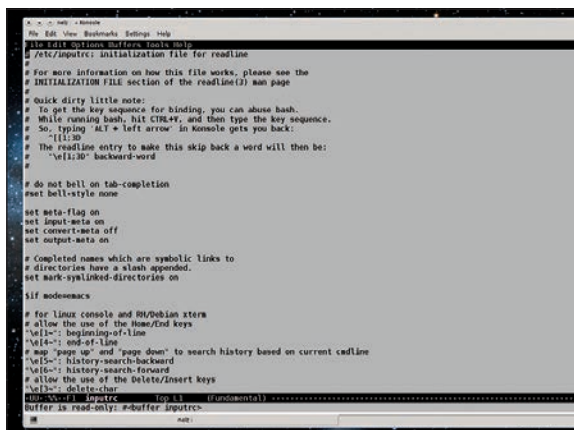 neil : - Konsole
File Edit View Bookmarks Settings Help
File Edit Options Buffers Tools Help
# /etc/inputrc: initialization file for readline
#
# For more information on how this file works, please see the
# INITIALIZATION FILE section of the readline(3) man page
#
# Quick dirty little note:
#  To get the key sequence for binding, you can abuse bash.
#  While running bash, hit CTRL+V, and then type the key sequence.
#  So, typing 'ALT + left arrow' in Konsole gets you back:
#    ^[[1;3D
#  The readline entry to make this skip back a word will then be:
#    "\e[1;3D" backward-word
#
# do not bell on tab-completion
#set bell-style none
set meta-flag on
set input-meta on
set convert-meta off
set output-meta on
# Completed names which are symbolic links to
# directories have a slash appended.
set mark-symlinked-directories on
$if mode=emacs
# for linux console and RH/Debian xterm
# allow the use of the Home/End keys
"\e[1~": beginning-of-line
"\e[4~": end-of-line
# map "page up" and "page down" to search history based on current cmdline
"\e[5~": history-search-backward
"\e[6~": history-search-forward
# allow the use of the Delete/Insert keys
"\e[3~": delete-char
-UU-:%%--F1  inputrc  Top L1  (Fundamental)
Buffer is read-only: #<buffer inputrc>
neil :